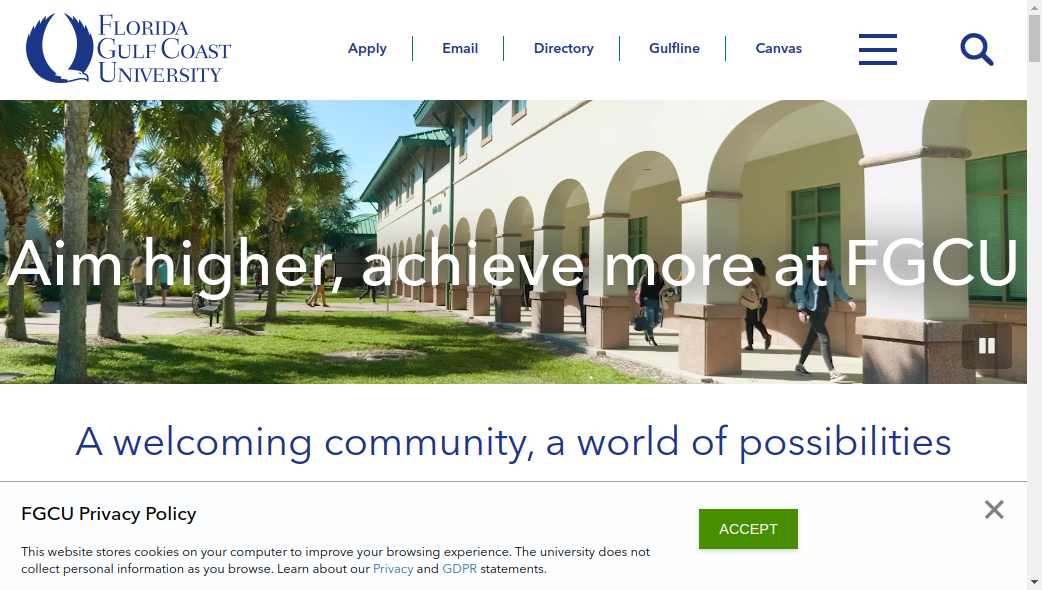 FLORIDA
GULF COAST
UNIVERSITY
Apply
Email
Directory
Gulfline
Canvas
Aim higher, achieve more at FGCU
A welcoming community, a world of possibilities
FGCU Privacy Policy
This website stores cookies on your computer to improve your browsing experience. The university does not
collect personal information as you browse. Learn about our Privacy and GDPR statements.
ACCEPT